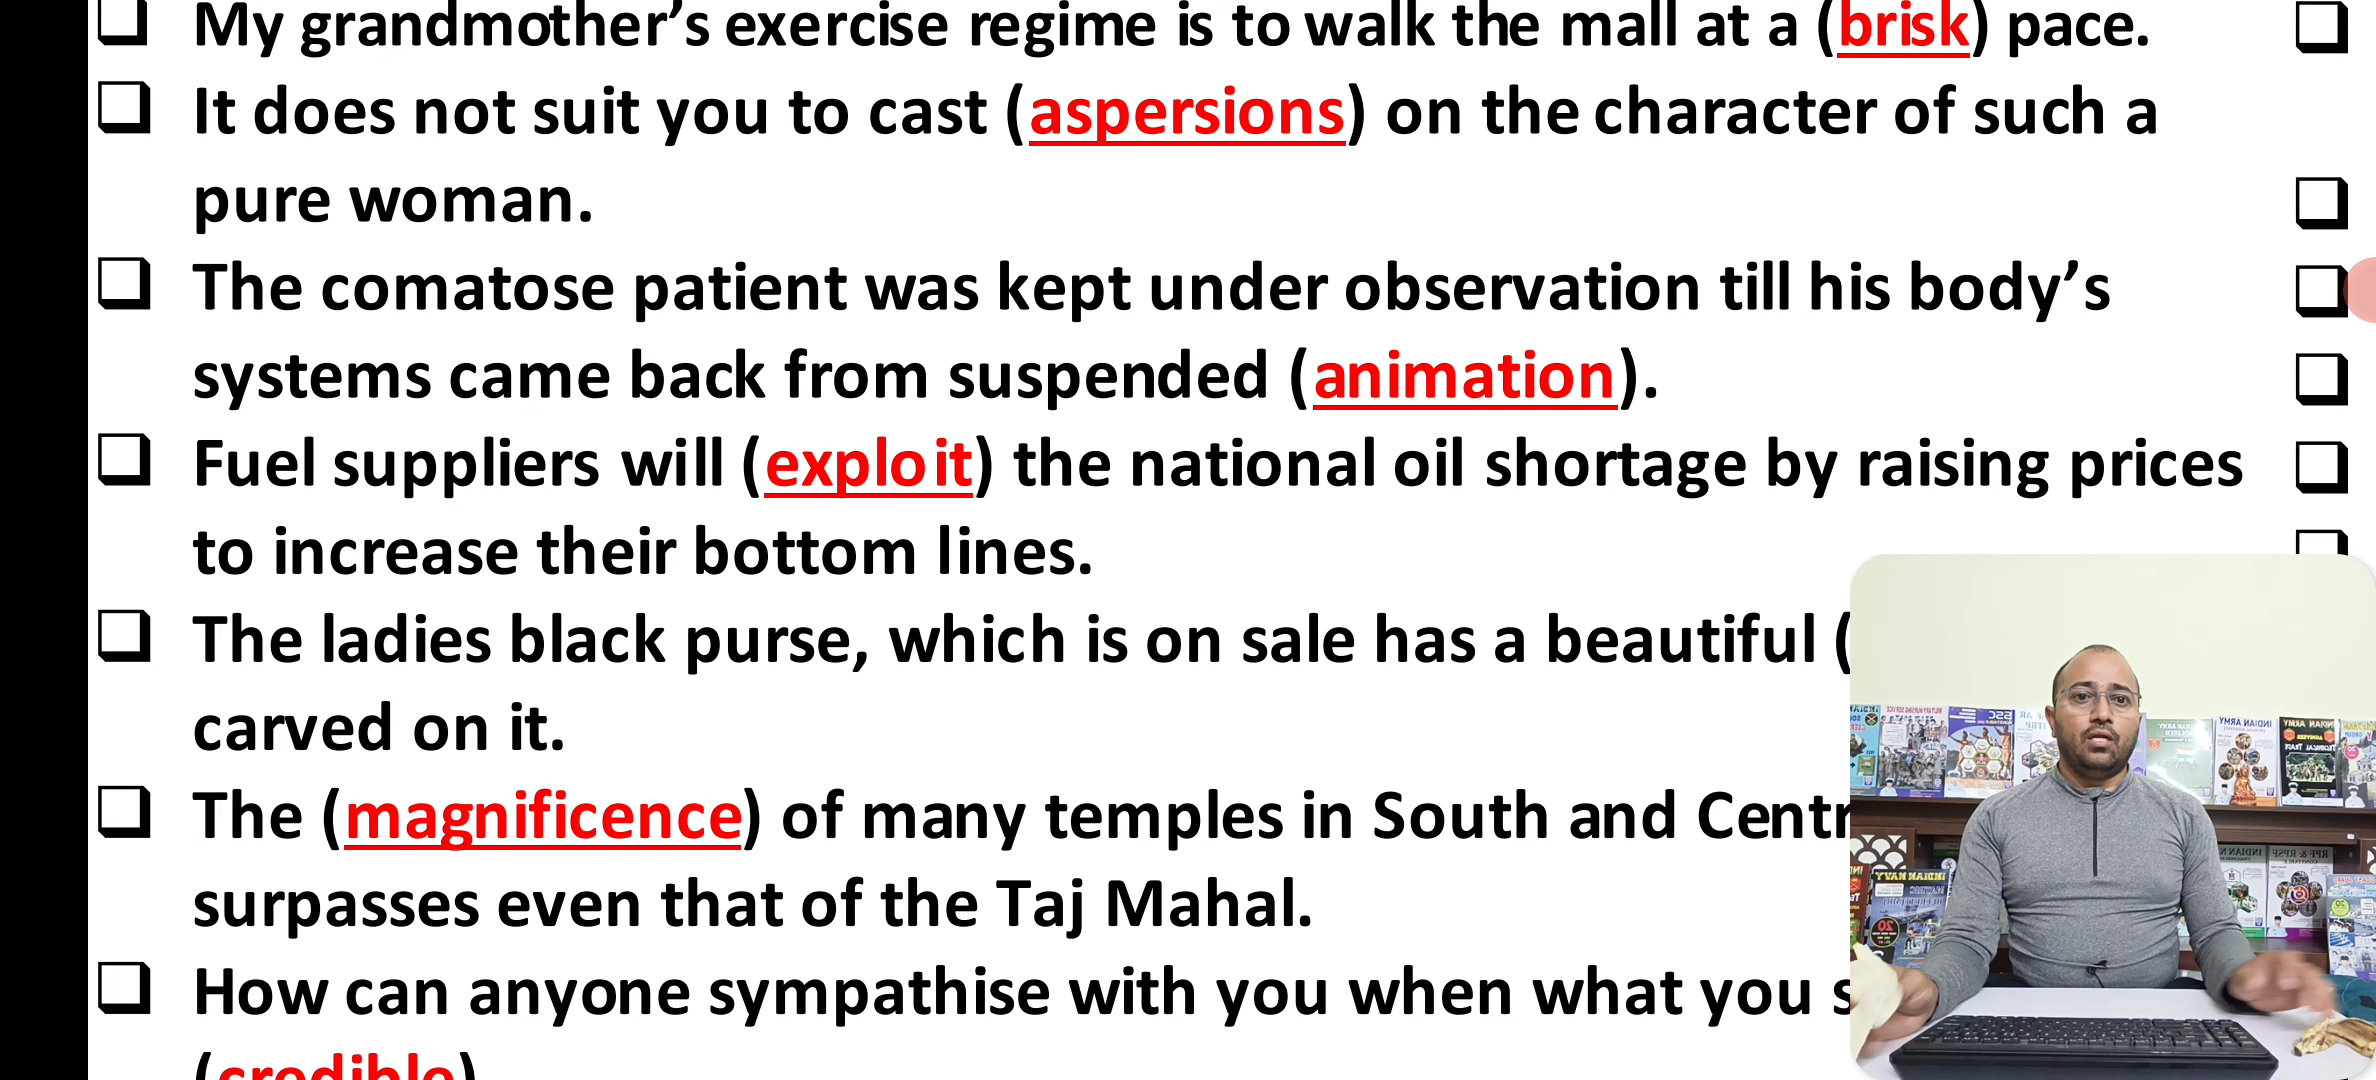 ❑ My grandmother’s exercise regime is to walk the mall at a (brisk) pace.
❑ It does not suit you to cast (aspersions) on the character of such a
pure woman.
❑ The comatose patient was kept under observation till his body’s
systems came back from suspended (animation).
❑ Fuel suppliers will (exploit) the national oil shortage by raising prices
to increase their bottom lines.
❑ The ladies black purse, which is on sale has a beautiful (
carved on it.
❑ The (magnificence) of many temples in South and Centr
surpasses even that of the Taj Mahal.
❑ How can anyone sympathise with you when what you s
(credible)
INDIAN ARMY
INDIAN NAVY
SSC